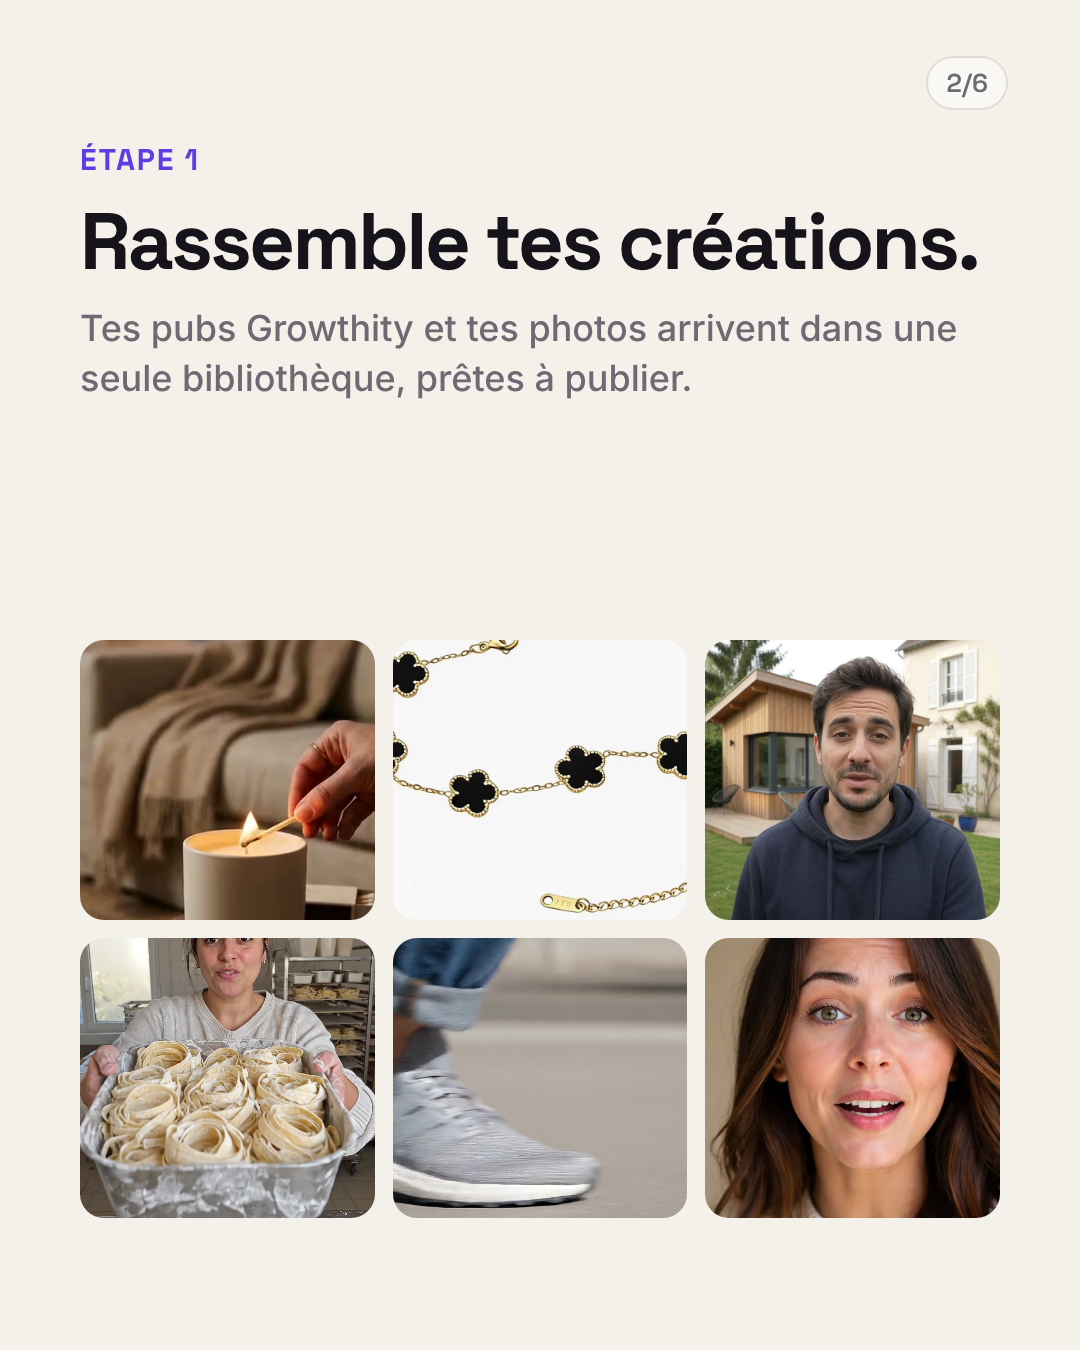 2/6
ÉTAPE 1
Rassemble tes créations.
Tes pubs Growthity et tes photos arrivent dans une
seule bibliothèque, prêtes à publier.